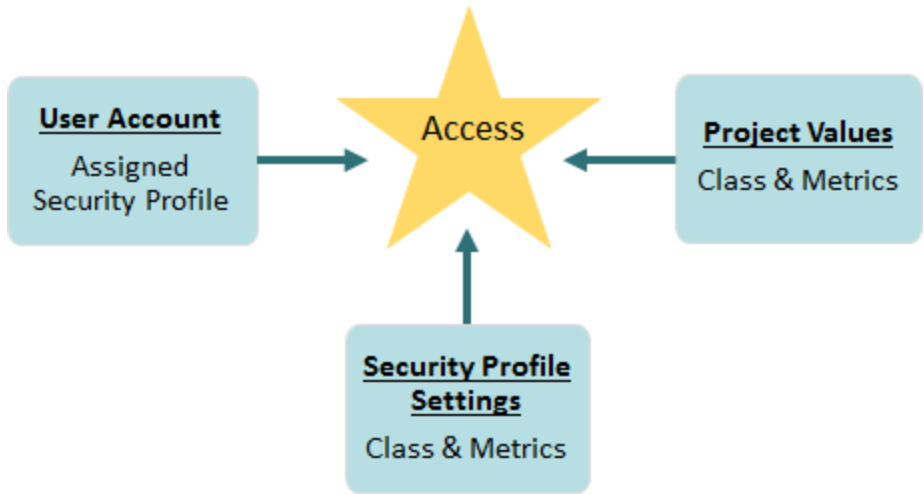 User Account
Assigned
Security Profile
Access
Project Values
Class & Metrics
Security Profile
Settings
Class & Metrics